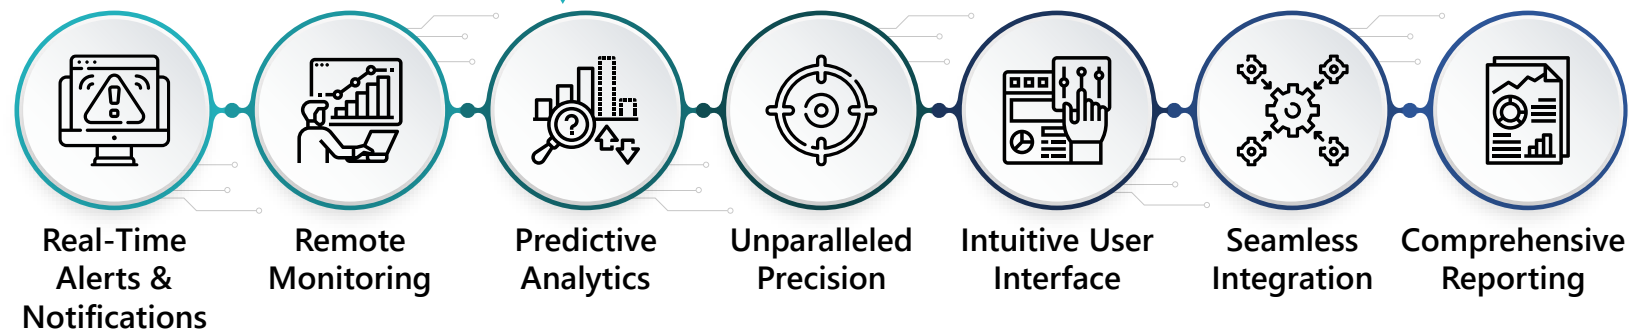 Real-Time
Alerts &
Notifications
Remote
Monitoring
Predictive
Analytics
Unparalleled
Precision
Intuitive User
Interface
Seamless
Integration
Comprehensive
Reporting